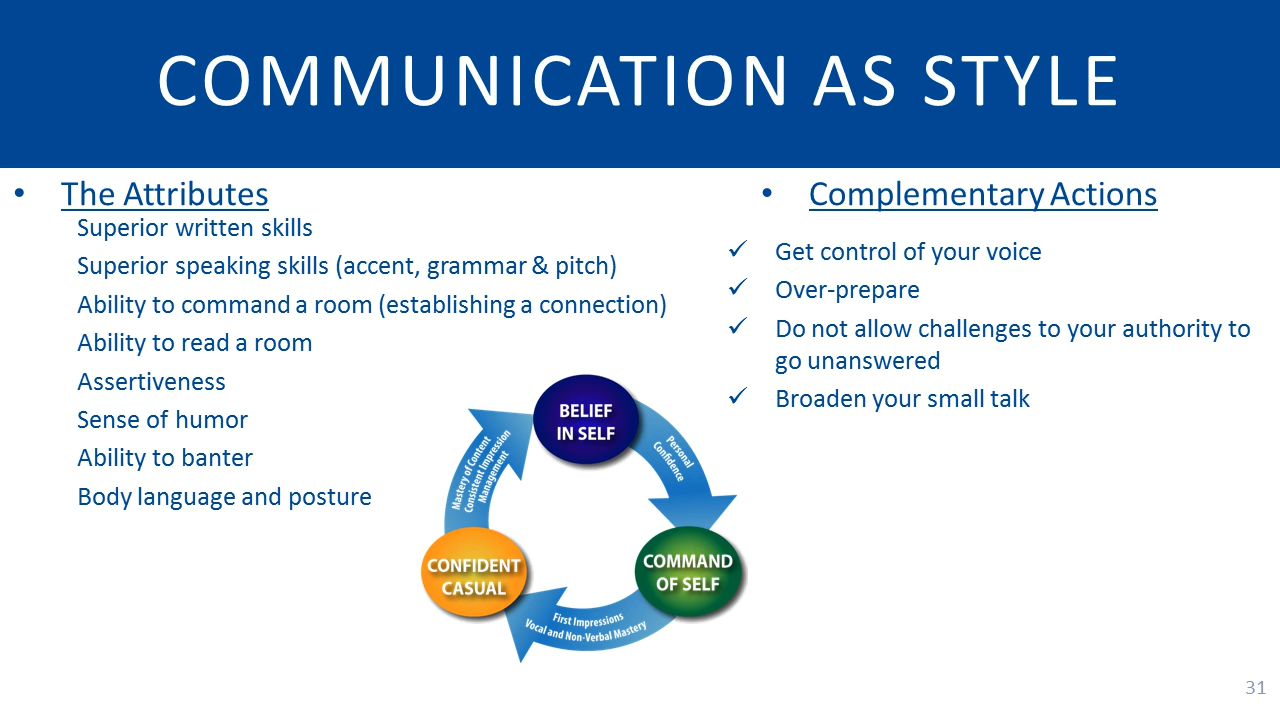 COMMUNICATION AS STYLE
• The Attributes
Superior written skills
Superior speaking skills (accent, grammar & pitch)
Ability to command a room (establishing a connection)
Ability to read a room
Assertiveness
Sense of humor
Ability to banter
Body language and posture
• Complementary Actions
✓ Get control of your voice
✓ Over-prepare
✓ Do not allow challenges to your authority to
go unanswered
✓ Broaden your small talk
BELIEF
IN SELF
Personal
Confidence
COMMAND
OF SELF
First Impressions
Vocal and Non-Verbal Mastery
CONFIDENT
CASUAL
Mastery of Content
Consistent Impression
Management
31